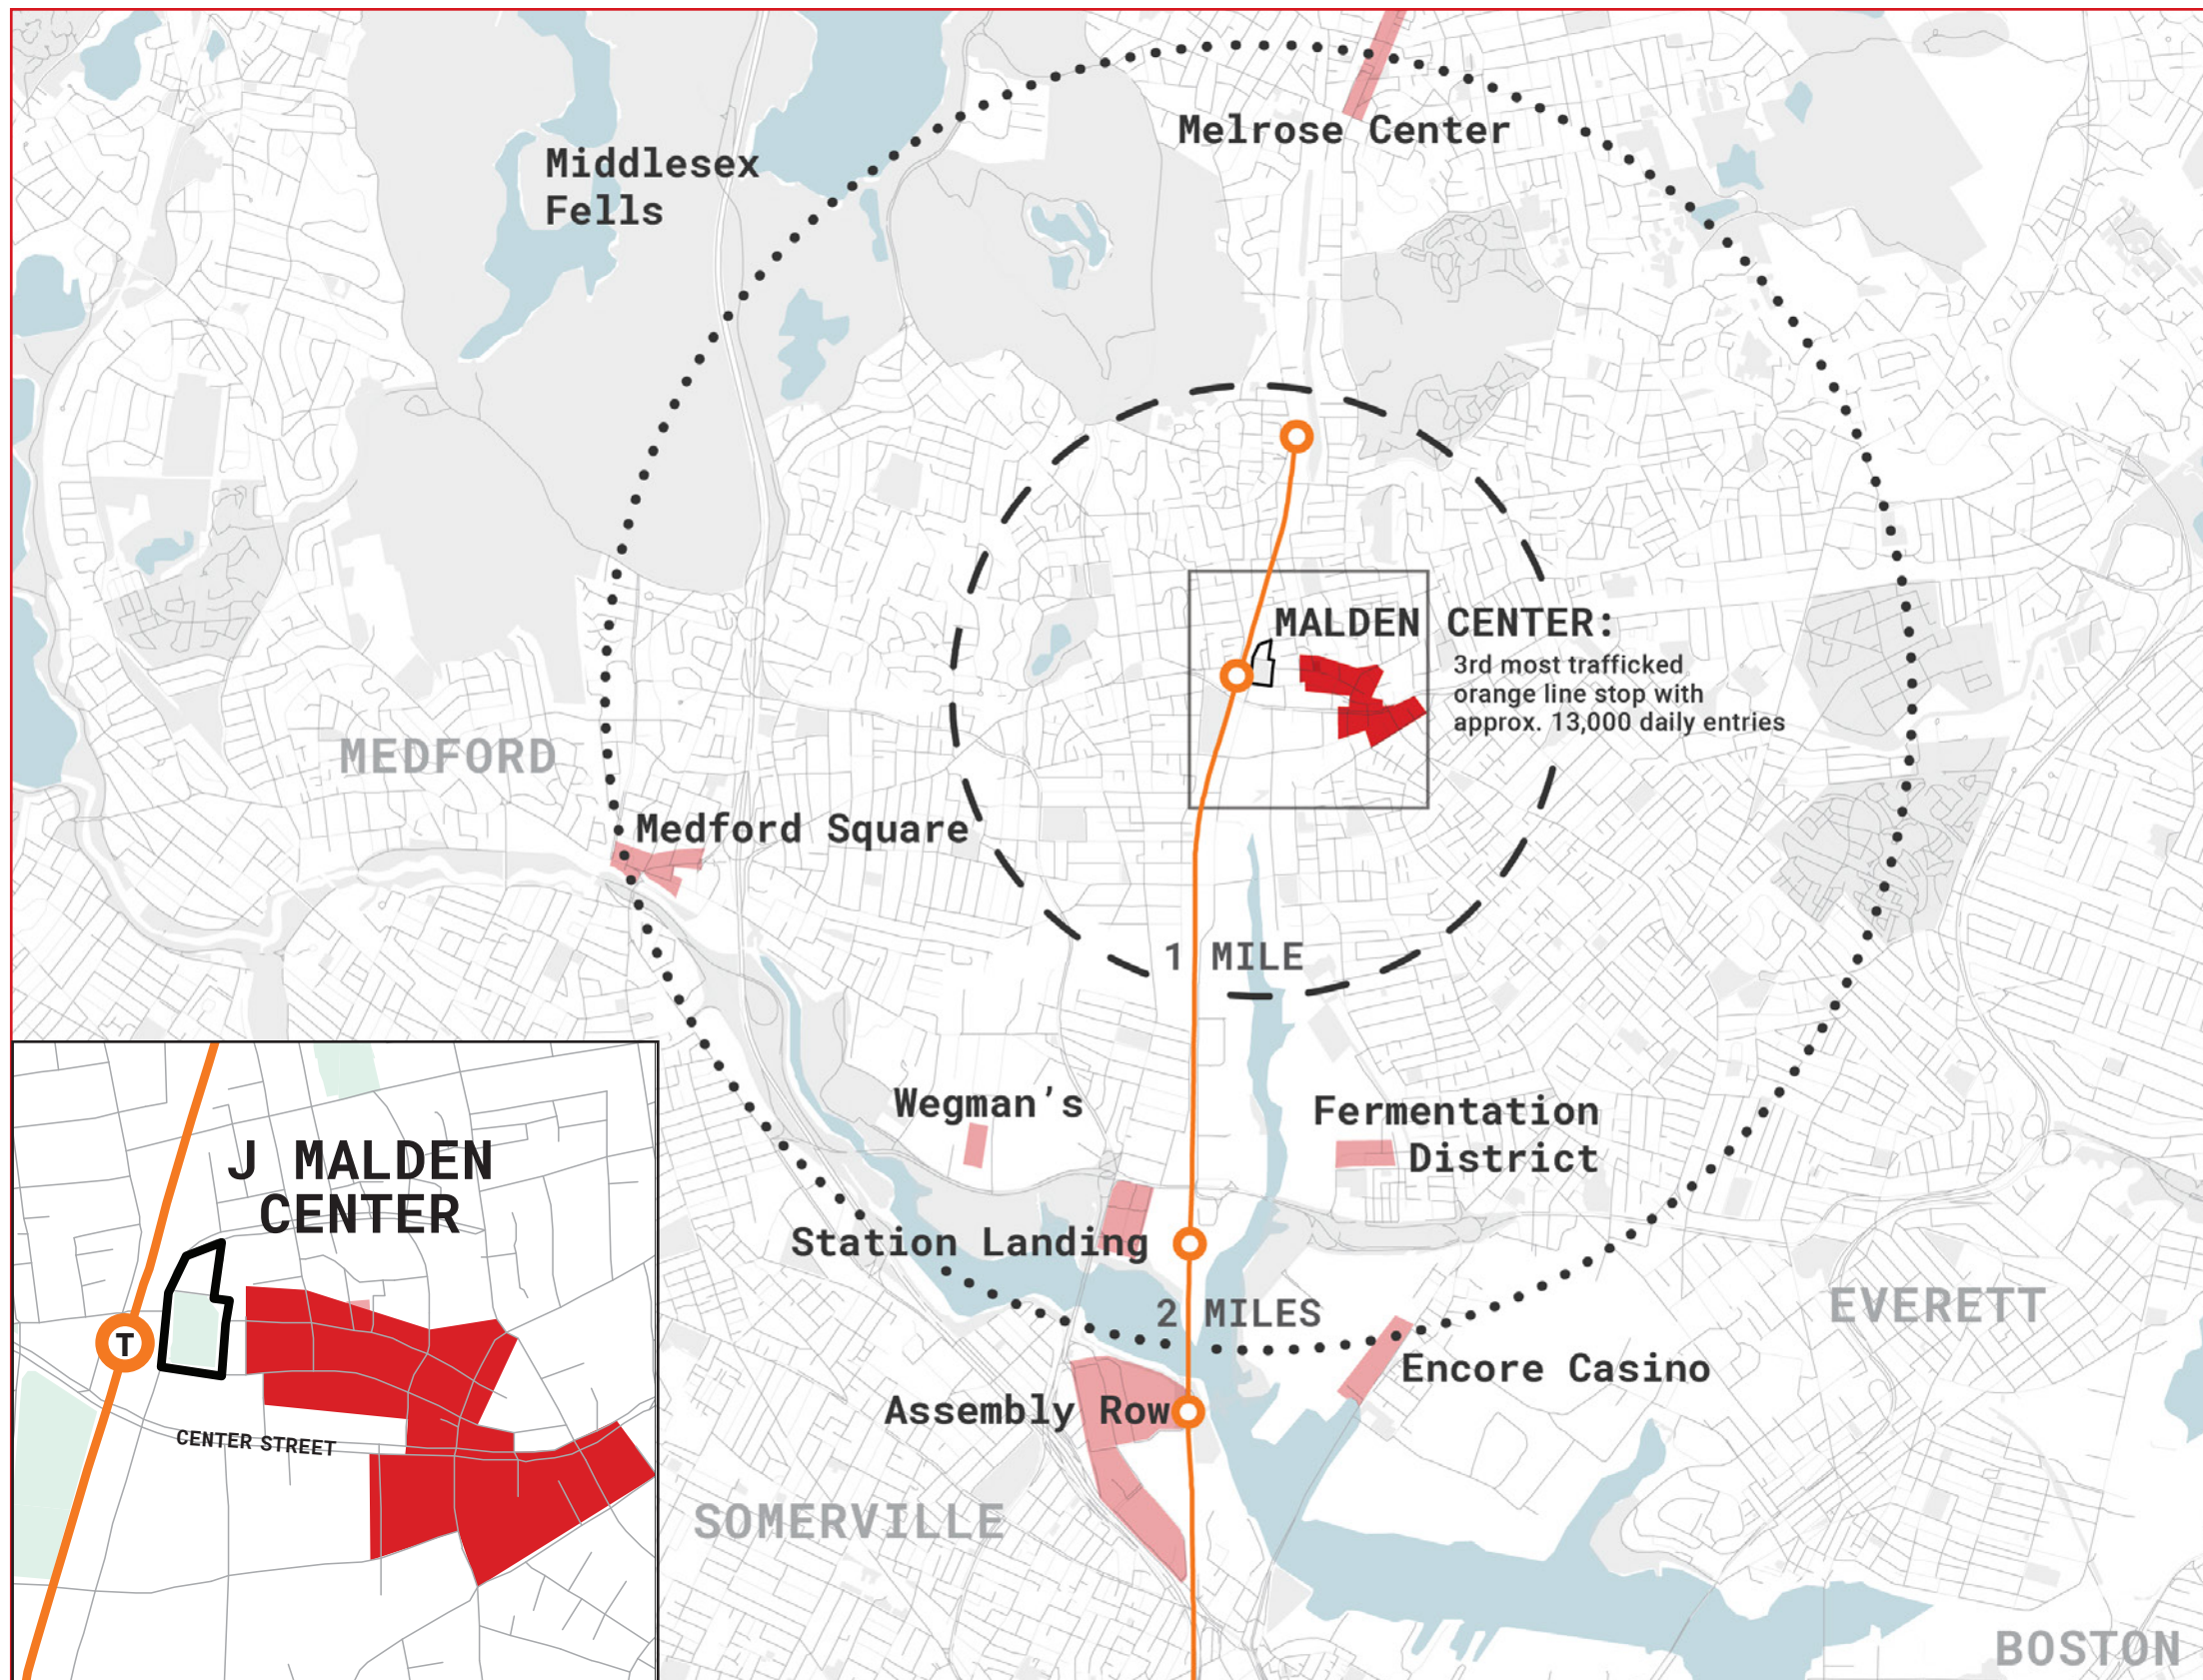 Melrose Center
Middlesex
Fells
MALDEN CENTER:
3rd most trafficked
orange line stop with
approx. 13,000 daily entries
MEDFORD
Medford Square
1 MILE
Wegman's
Fermentation
District
J MALDEN
CENTER
Station Landing
2 MILES
EVERETT
T
Encore Casino
Assembly Row
CENTER STREET
SOMERVILLE
BOSTON